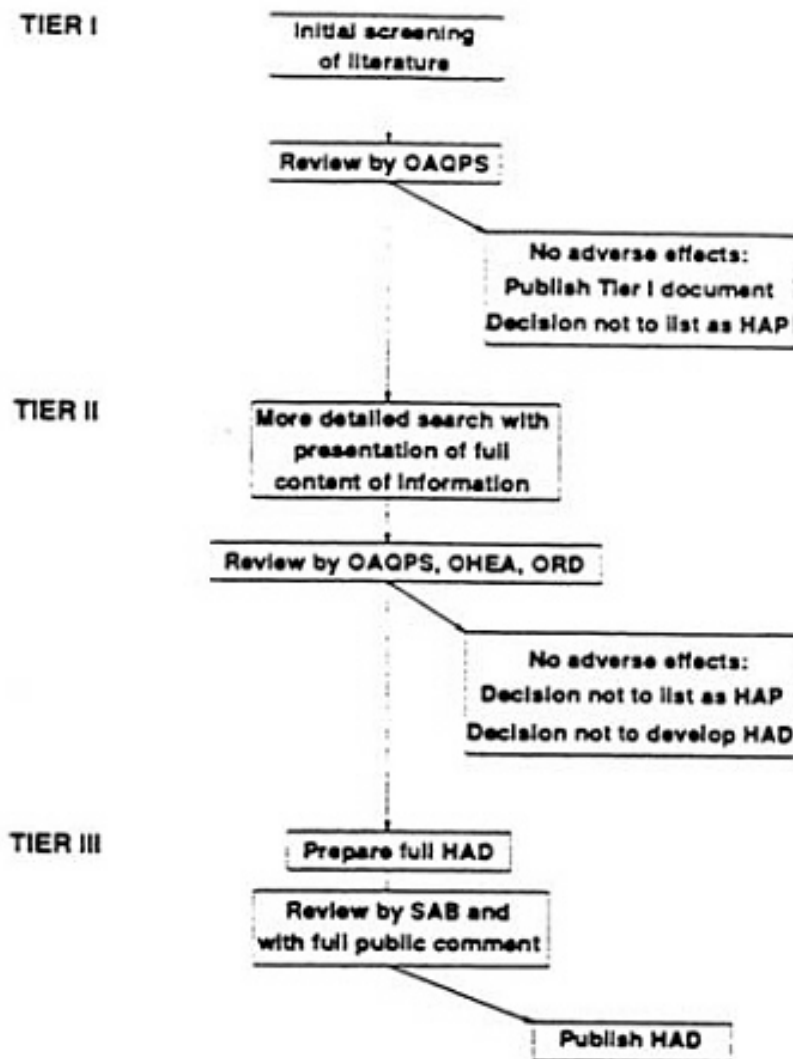 TIER I
Initial screening
of literature
Review by OAQPS
No adverse effects:
Publish Tier I document
Decision not to list as HAP
TIER II
More detailed search with
presentation of full
content of information
Review by OAQPS, OHEA, ORD
No adverse effects:
Decision not to list as HAP
Decision not to develop HAD
TIER III
Prepare full HAD
Review by SAB and
with full public comment
Publish HAD